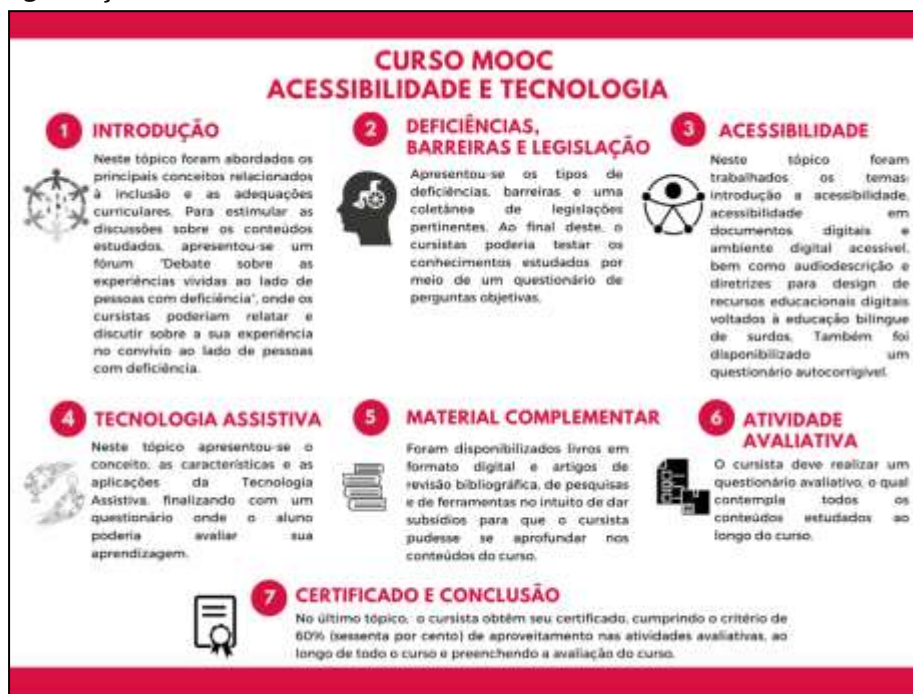 CURSO MOOC
ACESSIBILIDADE E TECNOLOGIA
1 INTRODUÇÃO
Neste tópico foram abordados os
principais conceitos relacionados
à inclusão e as adequações
curriculares. Para estimular as
discussões sobre os conteúdos
estudados, apresentou-se um
fórum "Debate sobre as
experiências vividas ao lado de
pessoas com deficiência", onde os
cursistas poderiam relatar e
discutir sobre a sua experiência
no convívio ao lado de pessoas
com deficiência.
2 DEFICIÊNCIAS,
BARREIRAS E LEGISLAÇÃO
Apresentou-se os tipos de
deficiências, barreiras e uma
coletânea de legislações
pertinentes. Ao final deste, o
cursistas poderia testar os
conhecimentos estudados por
meio de um questionário de
perguntas objetivas.
3 ACESSIBILIDADE
Neste tópico foram
trabalhados os temas:
introdução a acessibilidade,
acessibilidade em
documentos digitais e
ambiente digital acessível,
bem como audiodescrição e
diretrizes para design de
recursos educacionais digitais
voltados à educação bilíngue
de surdos. Também foi
disponibilizado um
questionário autocorrigível.
4 TECNOLOGIA ASSISTIVA
Neste tópico apresentou-se o
conceito, as características e as
aplicações da Tecnologia
Assistiva, finalizando com um
questionário onde o aluno
poderia avaliar sua
aprendizagem.
5 MATERIAL COMPLEMENTAR
Foram disponibilizados livros em
formato digital e artigos de
revisão bibliográfica, de pesquisas
e de ferramentas no intuito de dar
subsídios para que o cursista
pudesse se aprofundar nos
conteúdos do curso.
6 ATIVIDADE
AVALIATIVA
O cursista deve realizar um
questionário avaliativo, o qual
contempla todos os
conteúdos estudados ao
longo do curso.
7 CERTIFICADO E CONCLUSÃO
No último tópico, o cursista obtêm seu certificado, cumprindo o critério de
60% (sessenta por cento) de aproveitamento nas atividades avaliativas, ao
longo de todo o curso e preenchendo a avaliação do curso.